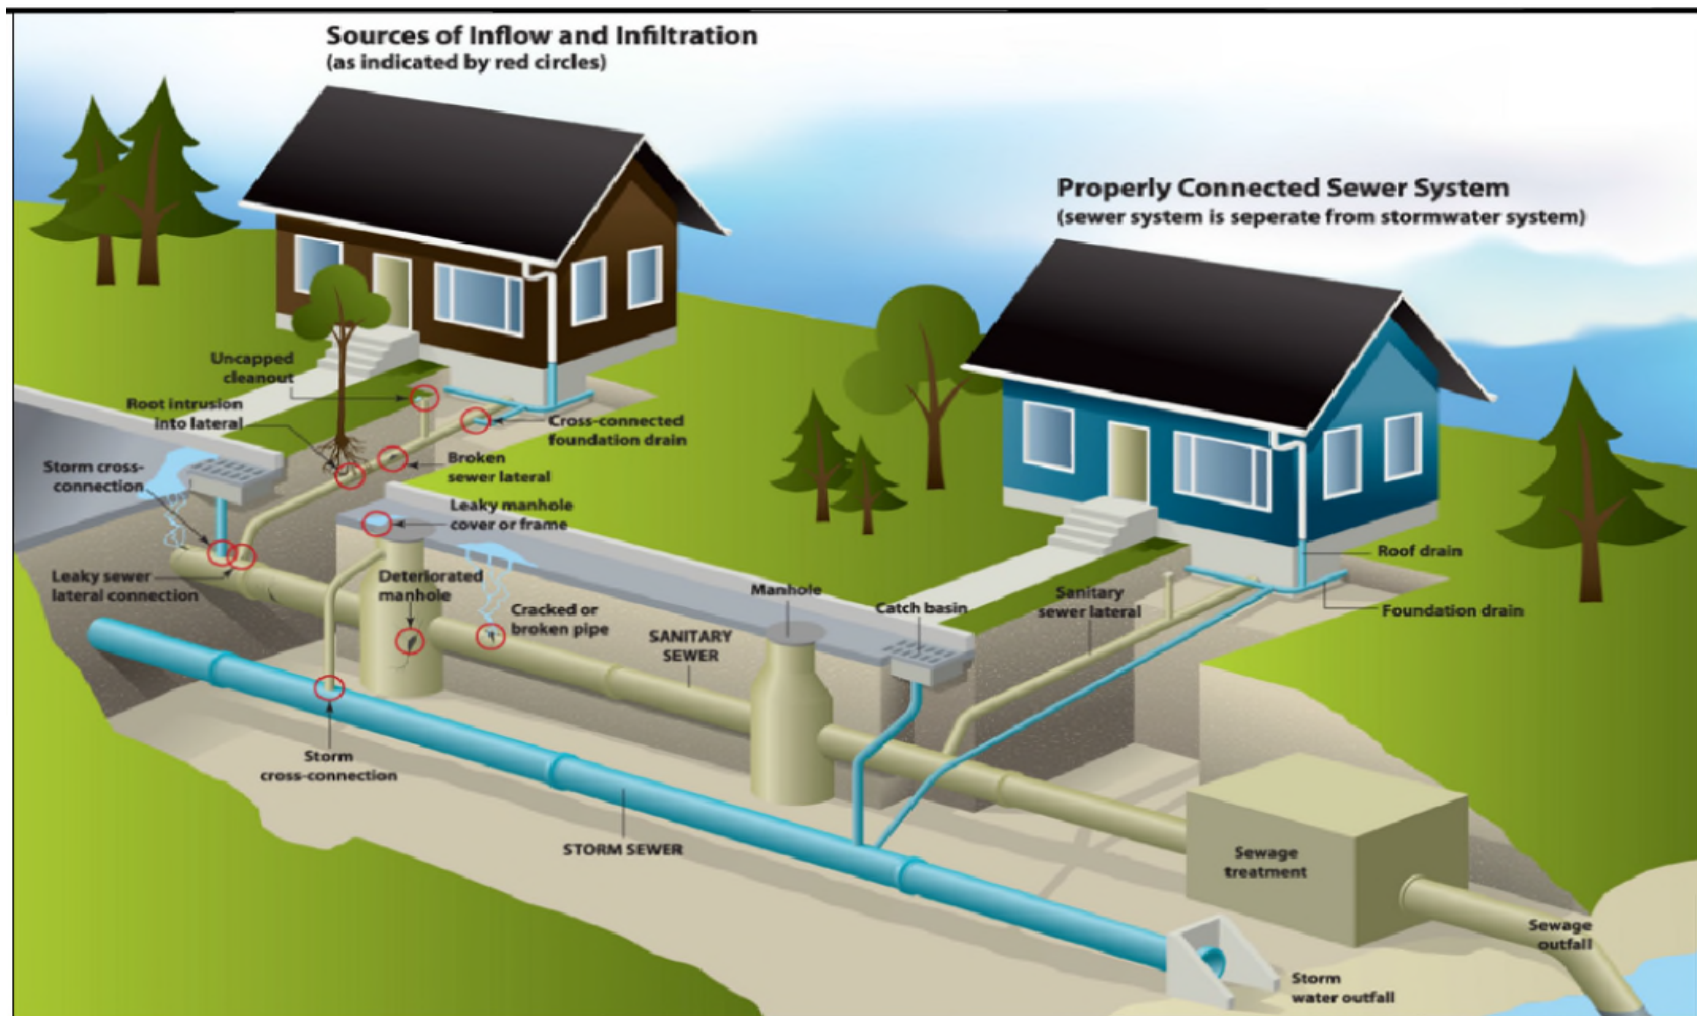 Sources of Inflow and Infiltration
(as indicated by red circles)
Properly Connected Sewer System
(sewer system is seperate from stormwater system)
Uncapped
cleanout
Root intrusion
into lateral
Storm cross-
connection
Cross-connected
foundation drain
Broken
sewer lateral
Leaky manhole
cover or frame
Leaky sewer
lateral connection
Deteriorated
manhole
Cracked or
broken pipe
SANITARY
SEWER
Manhole
Catch basin
Sanitary
sewer lateral
Roof drain
Foundation drain
Storm
cross-connection
STORM SEWER
Sewage
treatment
Sewage
outfall
Storm
water outfall